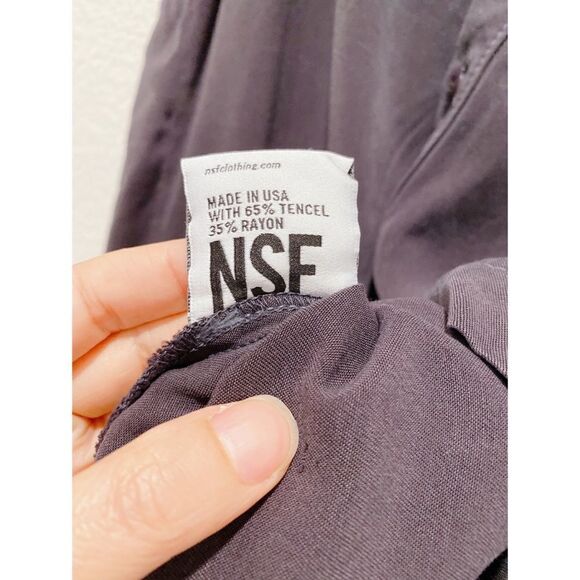 nsfclothing.com
MADE IN USA
WITH 65% TENCEL
35% RAYON
NSF